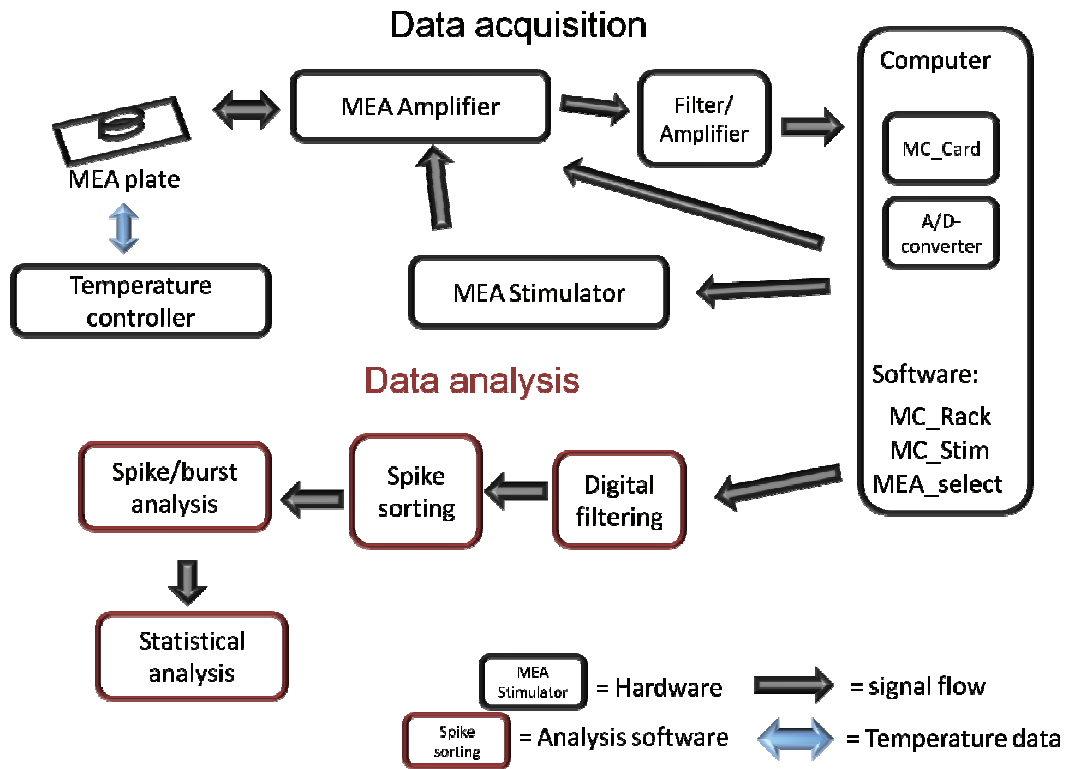 Data acquisition
MEA plate
MEA Amplifier
Filter/
Amplifier
Computer
MC_Card
A/D-
converter
Temperature
controller
MEA Stimulator
Software:
MC_Rack
MC_Stim
MEA_select
Data analysis
Digital
filtering
Spike
sorting
Spike/burst
analysis
Statistical
analysis
MEA
Stimulator
= Hardware
= signal flow
Spike
sorting
= Analysis software
= Temperature data